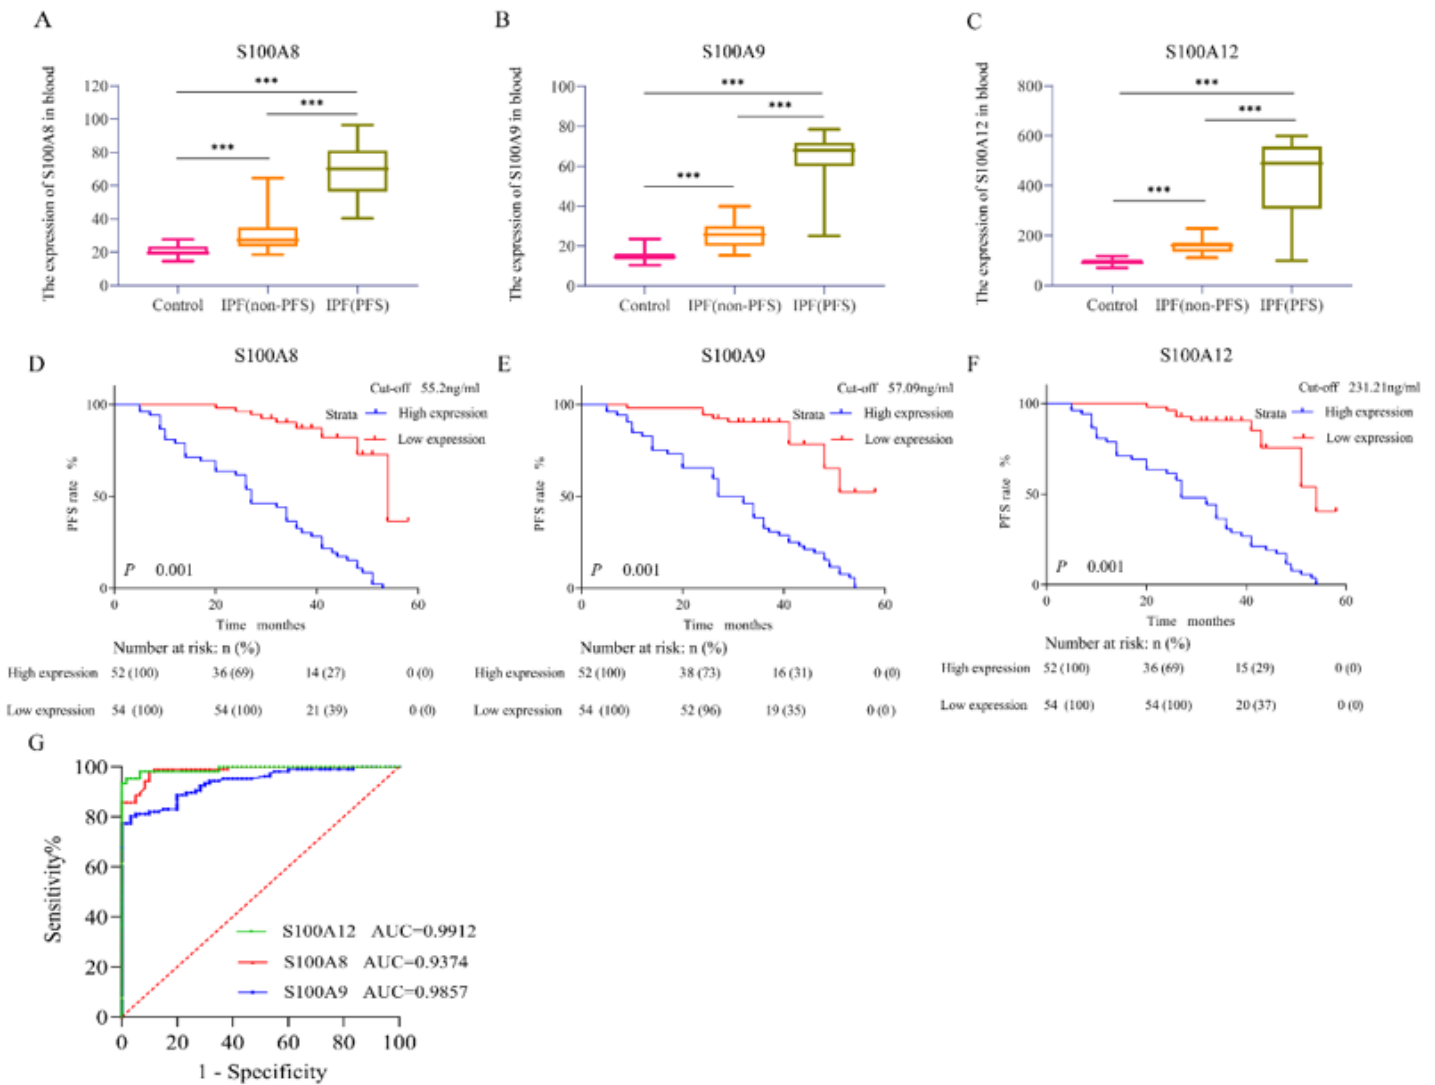 A
S100A8
The expression of S100A8 in blood
120
100
80
60
40
20
0
***
***
***
Control IPF(non-PFS) IPF(PFS)
B
S100A9
The expression of S100A9 in blood
100
80
60
40
20
0
***
***
***
Control IPF(non-PFS) IPF(PFS)
C
S100A12
The expression of S100A12 in blood
800
600
400
200
0
***
***
***
Control IPF(non-PFS) IPF(PFS)
D
S100A8
Cut-off 55.2ng/ml
Strata High expression
Low expression
PFS rate %
100
50
0
P 0.001
0 20 40 60
Time monthes
Number at risk: n (%)
High expression 52 (100) 36 (69) 14 (27) 0 (0)
Low expression 54 (100) 54 (100) 21 (39) 0 (0)
E
S100A9
Cut-off 57.09ng/ml
Strata High expression
Low expression
PFS rate %
100
50
0
P 0.001
0 20 40 60
Time monthes
Number at risk: n (%)
High expression 52 (100) 38 (73) 16 (31) 0 (0)
Low expression 54 (100) 52 (96) 19 (35) 0 (0)
F
S100A12
Cut-off 231.21ng/ml
Strata High expression
Low expression
PFS rate %
100
50
0
P 0.001
0 20 40 60
Time monthes
Number at risk: n (%)
High expression 52 (100) 36 (69) 15 (29) 0 (0)
Low expression 54 (100) 54 (100) 20 (37) 0 (0)
G
Sensitivity%
100
80
60
40
20
0
S100A12 AUC=0.9912
S100A8 AUC=0.9374
S100A9 AUC=0.9857
0 20 40 60 80 100
1 - Specificity